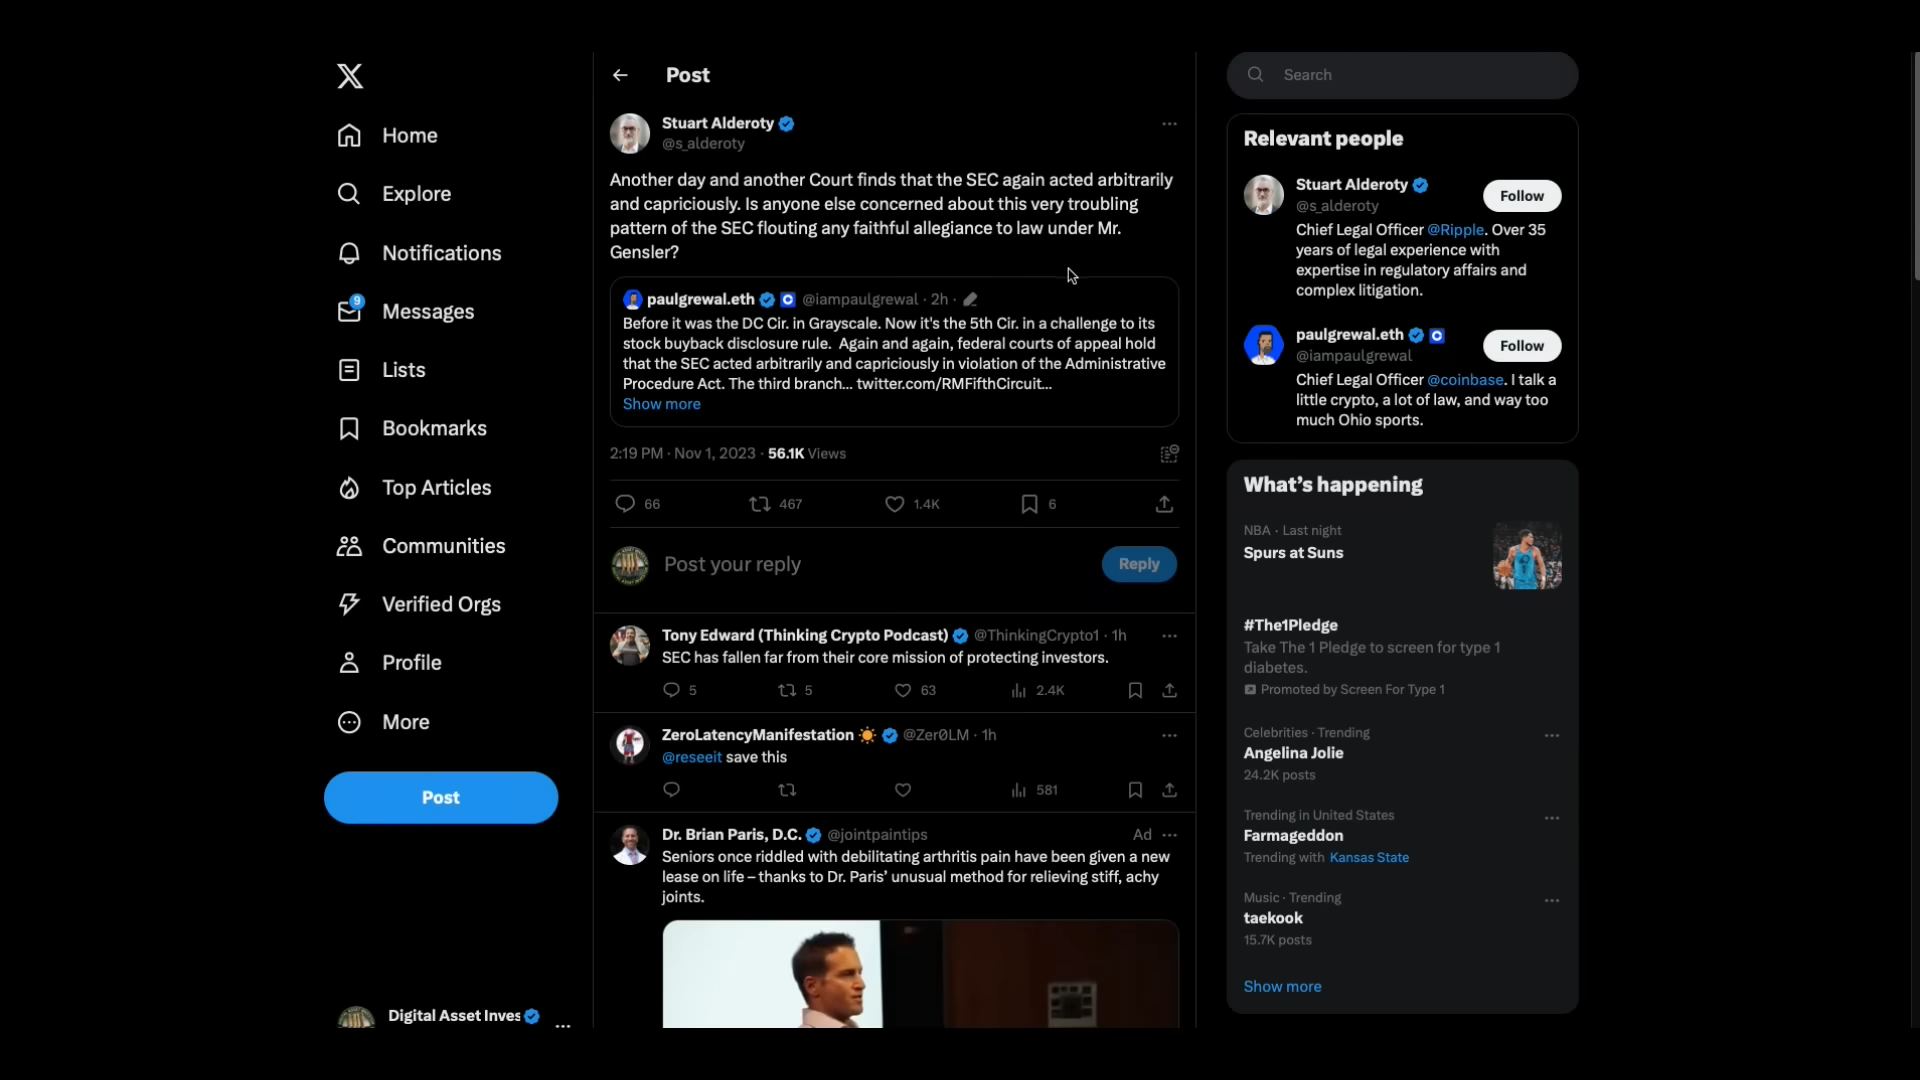 Home
Explore
Notifications
9
Messages
Lists
Bookmarks
Top Articles
Communities
Verified Orgs
Profile
More
Post
Digital Asset Inves
Post
Stuart Alderoty
@s_alderoty
Another day and another Court finds that the SEC again acted arbitrarily
and capriciously. Is anyone else concerned about this very troubling
pattern of the SEC flouting any faithful allegiance to law under Mr.
Gensler?
paulgrewal.eth @iampaulgrewal · 2h ·
Before it was the DC Cir. in Grayscale. Now it's the 5th Cir. in a challenge to its
stock buyback disclosure rule.  Again and again, federal courts of appeal hold
that the SEC acted arbitrarily and capriciously in violation of the Administrative
Procedure Act. The third branch... twitter.com/RMFifthCircuit...
Show more
2:19 PM · Nov 1, 2023 · 56.1K Views
66 467 1.4K 6
Post your reply
Reply
Tony Edward (Thinking Crypto Podcast) @ThinkingCrypto1 · 1h
SEC has fallen far from their core mission of protecting investors.
5 5 63 2.4K
ZeroLatencyManifestation ☀️ @Zer0LM · 1h
@reseeit save this
581
Dr. Brian Paris, D.C. @jointpaintips Ad
Seniors once riddled with debilitating arthritis pain have been given a new
lease on life – thanks to Dr. Paris' unusual method for relieving stiff, achy
joints.
Search
Relevant people
Stuart Alderoty
@s_alderoty
Follow
Chief Legal Officer @Ripple. Over 35
years of legal experience with
expertise in regulatory affairs and
complex litigation.
paulgrewal.eth
@iampaulgrewal
Follow
Chief Legal Officer @coinbase. I talk a
little crypto, a lot of law, and way too
much Ohio sports.
What's happening
NBA · Last night
Spurs at Suns
#The1Pledge
Take The 1 Pledge to screen for type 1
diabetes.
Promoted by Screen For Type 1
Celebrities · Trending
Angelina Jolie
24.2K posts
Trending in United States
Farmageddon
Trending with Kansas State
Music · Trending
taekook
15.7K posts
Show more